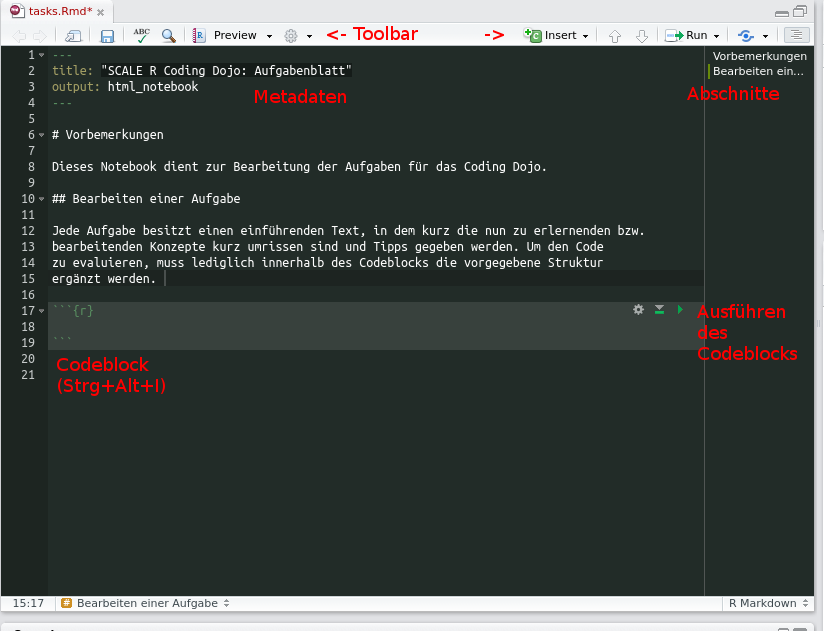 tasks.Rmd*
ABC
Preview <- Toolbar -> Insert Run
1 ---
2 title: "SCALE R Coding Dojo: Aufgabenblatt"
3 output: html_notebook
4 ---
Metadaten
5
6 # Vorbemerkungen
7
8 Dieses Notebook dient zur Bearbeitung der Aufgaben für das Coding Dojo.
9
10 ## Bearbeiten einer Aufgabe
11
12 Jede Aufgabe besitzt einen einführenden Text, in dem kurz die nun zu erlernenden bzw.
13 bearbeitenden Konzepte kurz umrissen sind und Tipps gegeben werden. Um den Code
14 zu evaluieren, muss lediglich innerhalb des Codeblocks die vorgegebene Struktur
15 ergänzt werden.
16
17 ```{r}
18
19 ```
20
21
Codeblock
(Strg+Alt+I)
Vorbemerkungen
Bearbeiten ein...
Abschnitte
Ausführen
des
Codeblocks
15:17 # Bearbeiten einer Aufgabe R Markdown